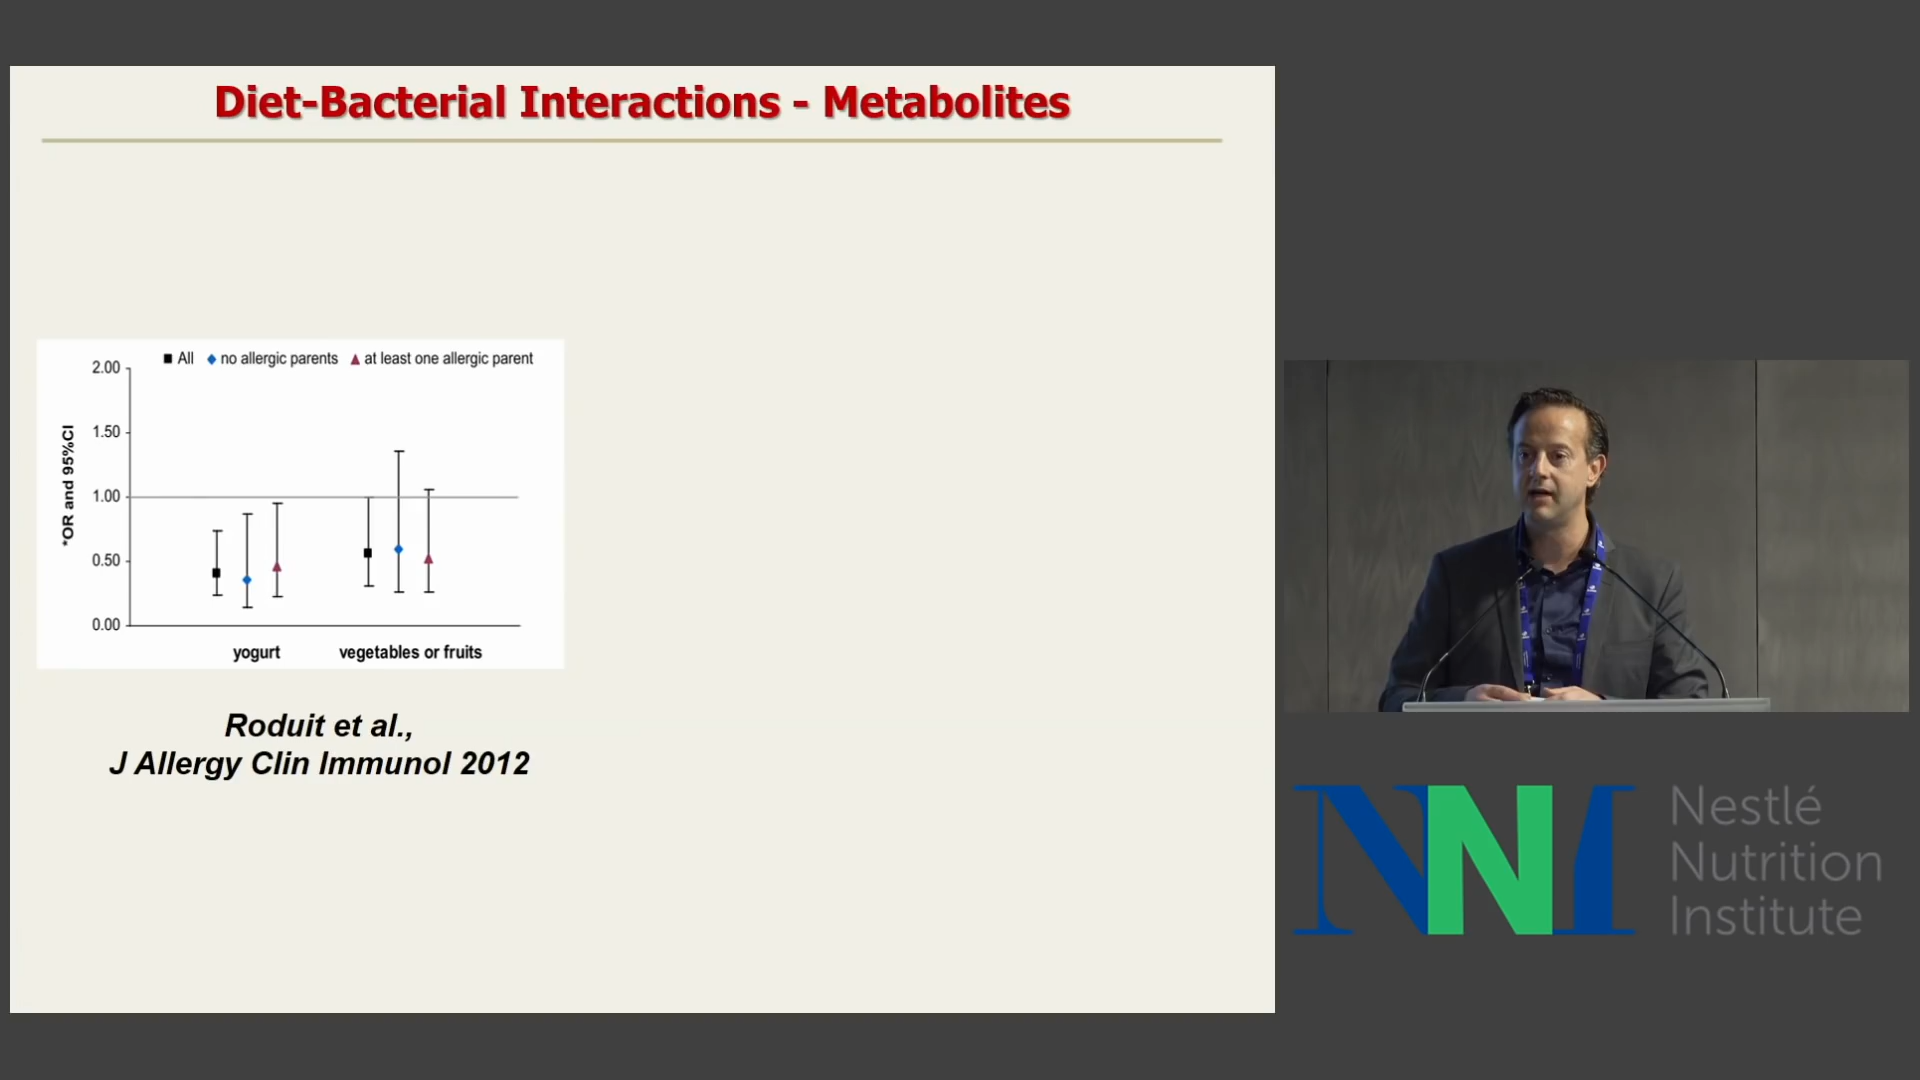 Diet-Bacterial Interactions - Metabolites
All no allergic parents at least one allergic parent
2.00
1.50
1.00
0.50
0.00
*OR and 95%CI
yogurt vegetables or fruits
Roduit et al.,
J Allergy Clin Immunol 2012
NNI
Nestlé
Nutrition
Institute